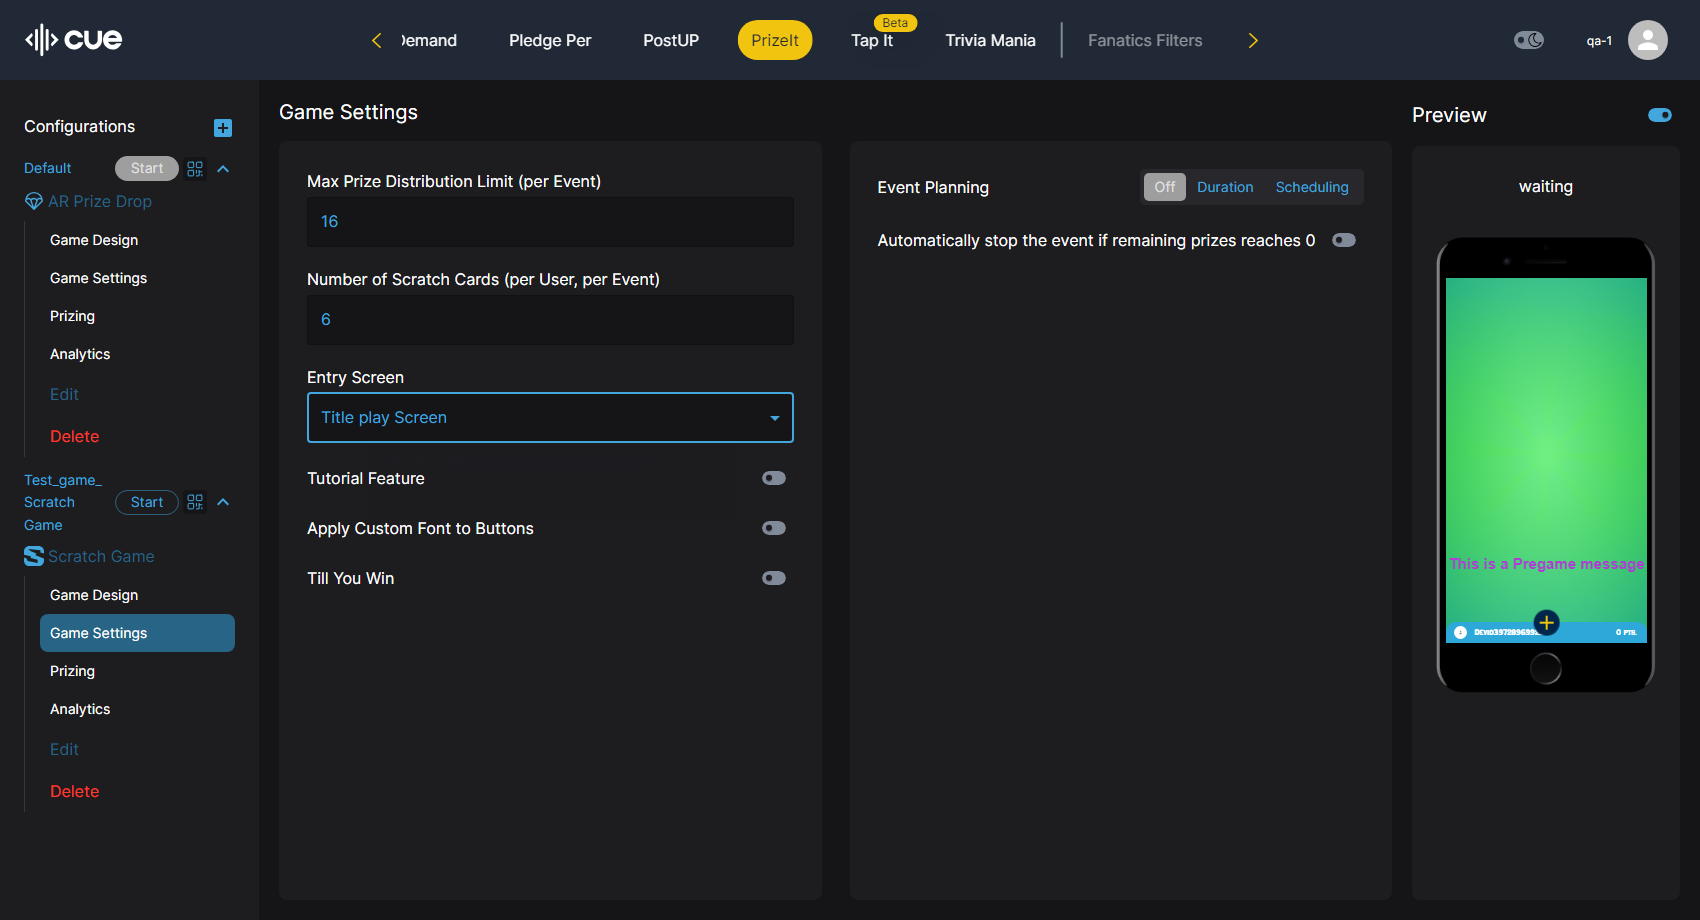 cue
Demand
Pledge Per
PostUP
PrizeIt
Beta
Tap It
Trivia Mania
Fanatics Filters
qa-1
Configurations
Default
Start
AR Prize Drop
Game Design
Game Settings
Prizing
Analytics
Edit
Delete
Test_game_
Scratch
Game
Start
Scratch Game
Game Design
Game Settings
Prizing
Analytics
Edit
Delete
Game Settings
Max Prize Distribution Limit (per Event)
16
Number of Scratch Cards (per User, per Event)
6
Entry Screen
Title play Screen
Tutorial Feature
Apply Custom Font to Buttons
Till You Win
Event Planning
Off
Duration
Scheduling
Automatically stop the event if remaining prizes reaches 0
Preview
waiting
This is a Pregame message
0 PTS.